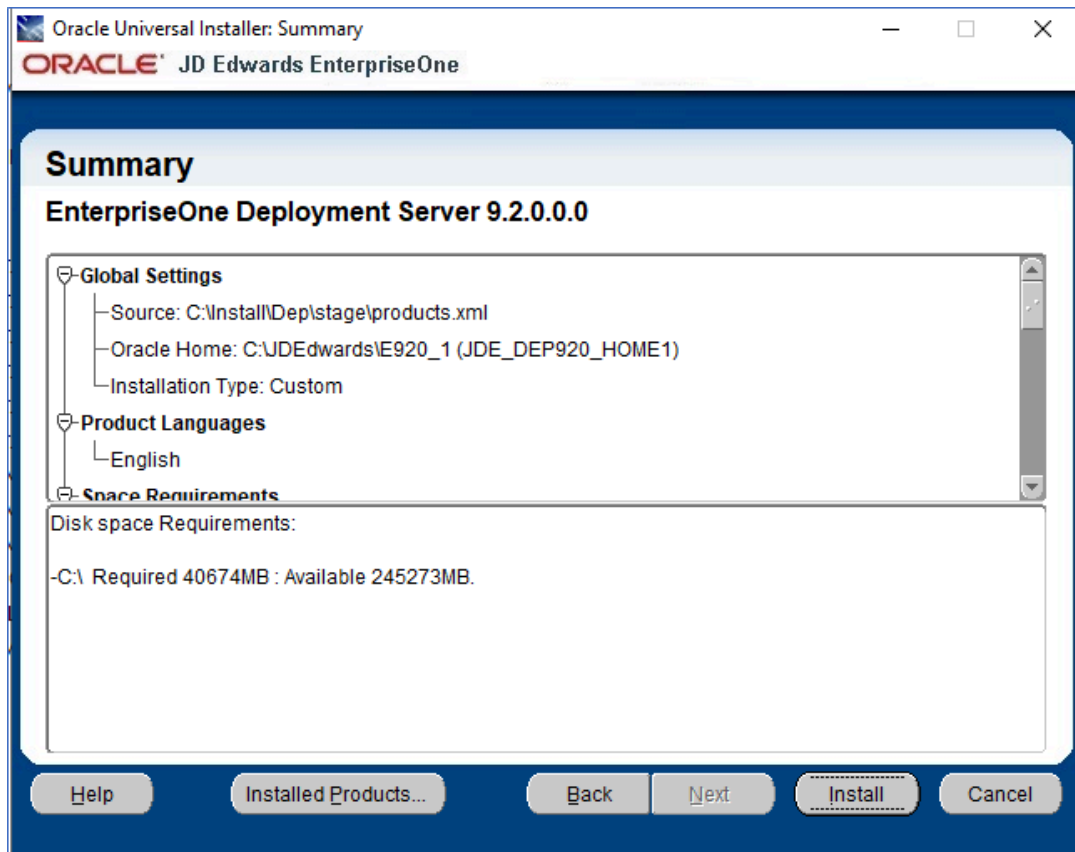 Oracle Universal Installer: Summary
ORACLE JD Edwards EnterpriseOne
Summary
EnterpriseOne Deployment Server 9.2.0.0.0
Global Settings
Source: C:\Install\Dep\stage\products.xml
Oracle Home: C:\JDEdwards\E920_1 (JDE_DEP920_HOME1)
Installation Type: Custom
Product Languages
English
Space Requirements
Disk space Requirements:
-C:\ Required 40674MB : Available 245273MB.
Help Installed Products... Back Next Install Cancel